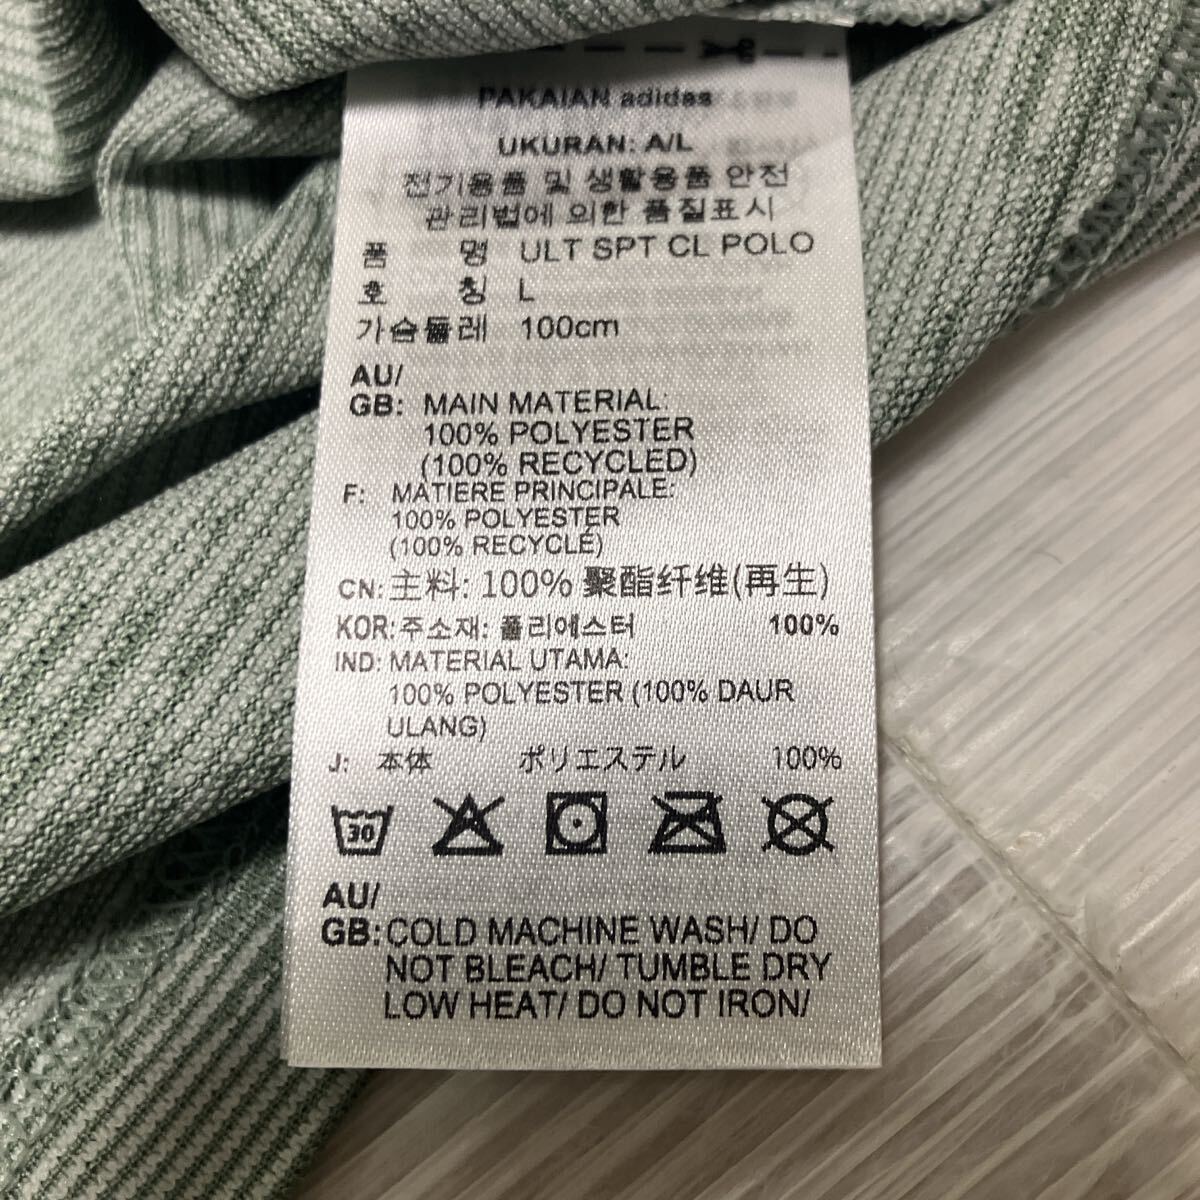 PAKAIAN adidas
UKURAN: A/L
전기용품 및 생활용품 안전
관리법에 의한 품질표시
품 명 ULT SPT CL POLO
호 칭 L
가슴둘레 100cm
AU/
GB: MAIN MATERIAL:
100% POLYESTER
(100% RECYCLED)
F: MATIERE PRINCIPALE:
100% POLYESTER
(100% RECYCLÉ)
CN: 主料: 100% 聚酯纤维(再生)
KOR: 주소재: 폴리에스터 100%
IND: MATERIAL UTAMA:
100% POLYESTER (100% DAUR
ULANG)
J: 本体 ポリエステル 100%
30
AU/
GB: COLD MACHINE WASH/ DO
NOT BLEACH/ TUMBLE DRY
LOW HEAT/ DO NOT IRON/